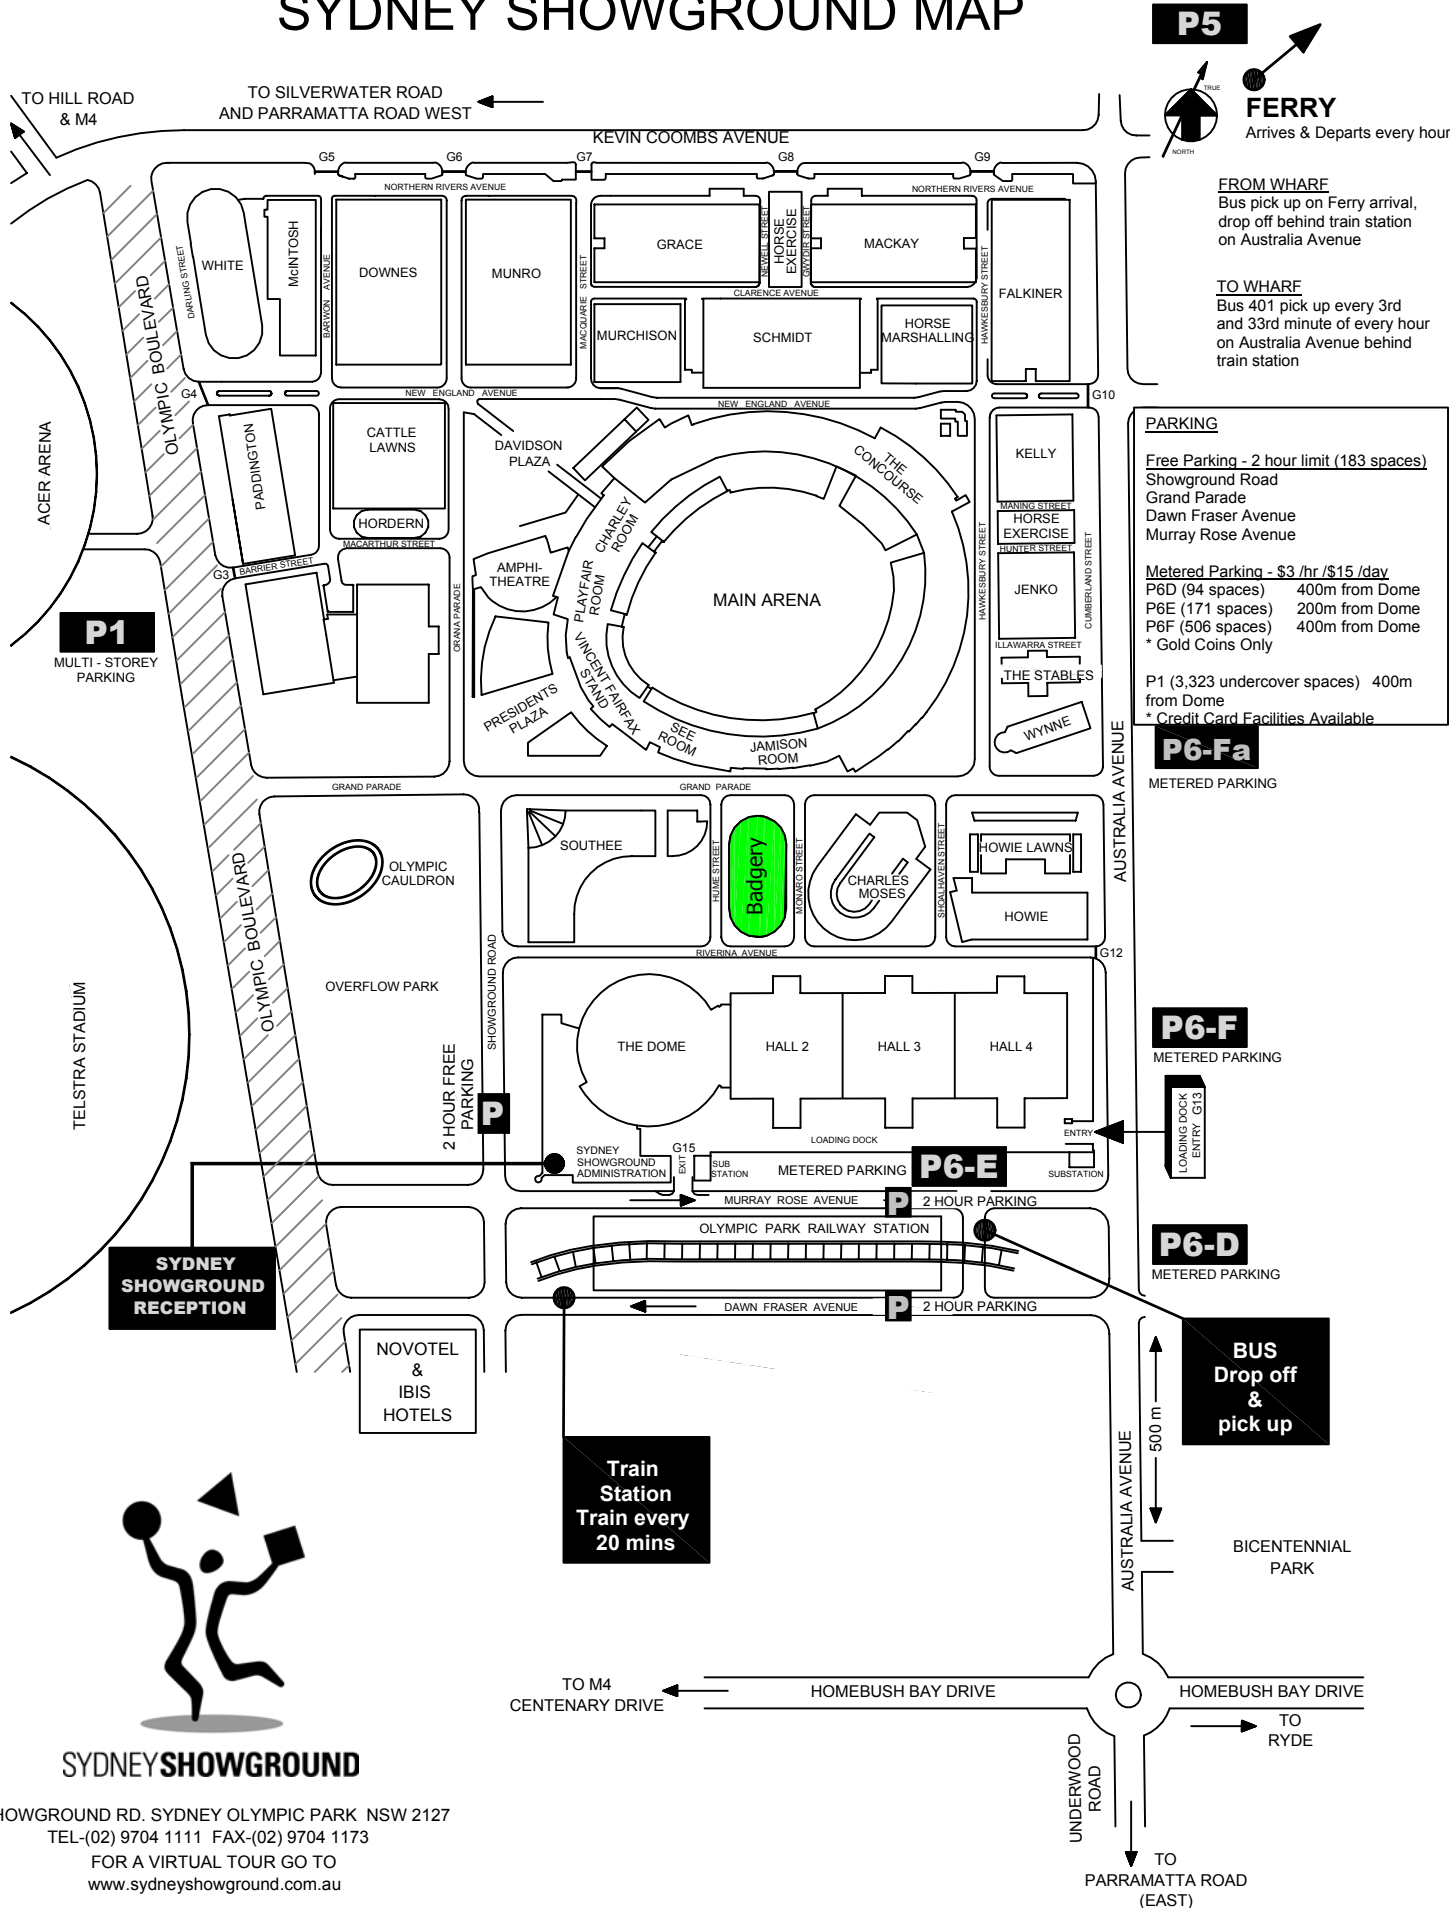 SYDNEY SHOWGROUND MAP
P5
FERRY
Arrives & Departs every hour
TRUE
NORTH
TO HILL ROAD
& M4
TO SILVERWATER ROAD
AND PARRAMATTA ROAD WEST
KEVIN COOMBS AVENUE
FROM WHARF
Bus pick up on Ferry arrival,
drop off behind train station
on Australia Avenue
TO WHARF
Bus 401 pick up every 3rd
and 33rd minute of every hour
on Australia Avenue behind
train station
G5
G6
G7
G8
G9
NORTHERN RIVERS AVENUE
NORTHERN RIVERS AVENUE
DARLING STREET
WHITE
McINTOSH
BARWON AVENUE
DOWNES
MUNRO
MACQUARIE STREET
GRACE
NEWELL STREET
HORSE
EXERCISE
GWYDIR STREET
MACKAY
HAWKESBURY STREET
FALKINER
CLARENCE AVENUE
MURCHISON
SCHMIDT
HORSE
MARSHALLING
OLYMPIC BOULEVARD
G4
NEW ENGLAND AVENUE
NEW ENGLAND AVENUE
G10
ACER ARENA
PADDINGTON
CATTLE
LAWNS
HORDERN
MACARTHUR STREET
DAVIDSON
PLAZA
THE
CONCOURSE
KELLY
MANING STREET
HORSE
EXERCISE
HUNTER STREET
JENKO
ILLAWARRA STREET
THE STABLES
WYNNE
HAWKESBURY STREET
CUMBERLAND STREET
G3
BARRIER STREET
ORANA PARADE
AMPHI-
THEATRE
CHARLEY
ROOM
PLAYFAIR
ROOM
VINCENT FAIRFAX
STAND
PRESIDENTS
PLAZA
SEE
ROOM
JAMISON
ROOM
MAIN ARENA
PARKING
Free Parking - 2 hour limit (183 spaces)
Showground Road
Grand Parade
Dawn Fraser Avenue
Murray Rose Avenue
Metered Parking - $3 /hr /$15 /day
P6D (94 spaces) 400m from Dome
P6E (171 spaces) 200m from Dome
P6F (506 spaces) 400m from Dome
* Gold Coins Only
P1 (3,323 undercover spaces) 400m
from Dome
* Credit Card Facilities Available
P1
MULTI - STOREY
PARKING
P6-Fa
METERED PARKING
AUSTRALIA AVENUE
GRAND PARADE
GRAND PARADE
OLYMPIC
CAULDRON
OLYMPIC BOULEVARD
SOUTHEE
HUME STREET
Badgery
MONARO STREET
CHARLES
MOSES
SHOALHAVEN STREET
HOWIE LAWNS
HOWIE
RIVERINA AVENUE
G12
TELSTRA STADIUM
OVERFLOW PARK
SHOWGROUND ROAD
2 HOUR FREE
PARKING
P
THE DOME
HALL 2
HALL 3
HALL 4
P6-F
METERED PARKING
LOADING DOCK
ENTRY G13
ENTRY
LOADING DOCK
SYDNEY
SHOWGROUND
ADMINISTRATION
G15
EXIT
SUB
STATION
METERED PARKING
P6-E
SUBSTATION
MURRAY ROSE AVENUE
P
2 HOUR PARKING
OLYMPIC PARK RAILWAY STATION
P6-D
METERED PARKING
SYDNEY
SHOWGROUND
RECEPTION
DAWN FRASER AVENUE
P
2 HOUR PARKING
NOVOTEL
&
IBIS
HOTELS
BUS
Drop off
&
pick up
Train
Station
Train every
20 mins
500 m
AUSTRALIA AVENUE
BICENTENNIAL
PARK
TO M4
CENTENARY DRIVE
HOMEBUSH BAY DRIVE
HOMEBUSH BAY DRIVE
TO
RYDE
UNDERWOOD
ROAD
TO
PARRAMATTA ROAD
(EAST)
SYDNEYSHOWGROUND
HOWGROUND RD. SYDNEY OLYMPIC PARK NSW 2127
TEL-(02) 9704 1111 FAX-(02) 9704 1173
FOR A VIRTUAL TOUR GO TO
www.sydneyshowground.com.au